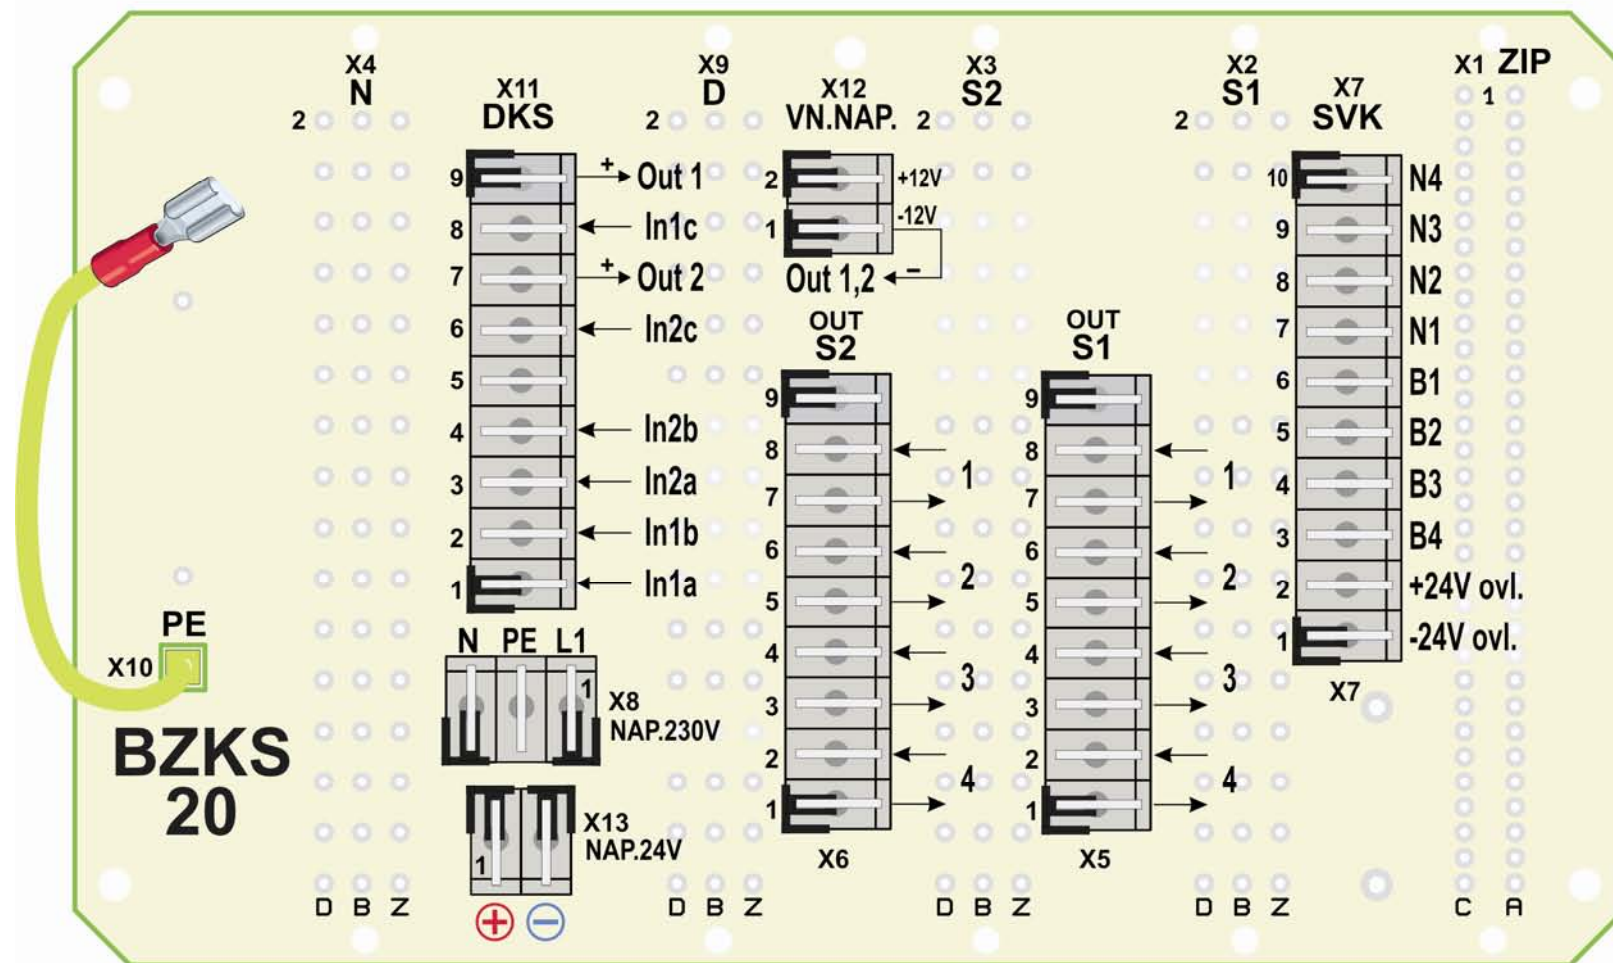 X4
N
2
X11
DKS
9 + Out 1
8 In1c
7 + Out 2
6 In2c
5
4 In2b
3 In2a
2 In1b
1 In1a
X9
D
2
X12
VN.NAP.
2 +12V
1 -12V
Out 1,2 –
X3
S2
2
X2
S1
2
X7
SVK
10 N4
9 N3
8 N2
7 N1
6 B1
5 B2
4 B3
3 B4
2 +24V ovl.
1 -24V ovl.
X7
X1 ZIP
1
OUT
S2
9
8
1
7
6
2
5
4
3
3
2
4
1
X6
OUT
S1
9
8
1
7
6
2
5
4
3
3
2
4
1
X5
PE
X10
BZKS
20
N PE L1
1
X8
NAP.230V
X13
NAP.24V
1
+ –
D B Z
D B Z
D B Z
D B Z
C A